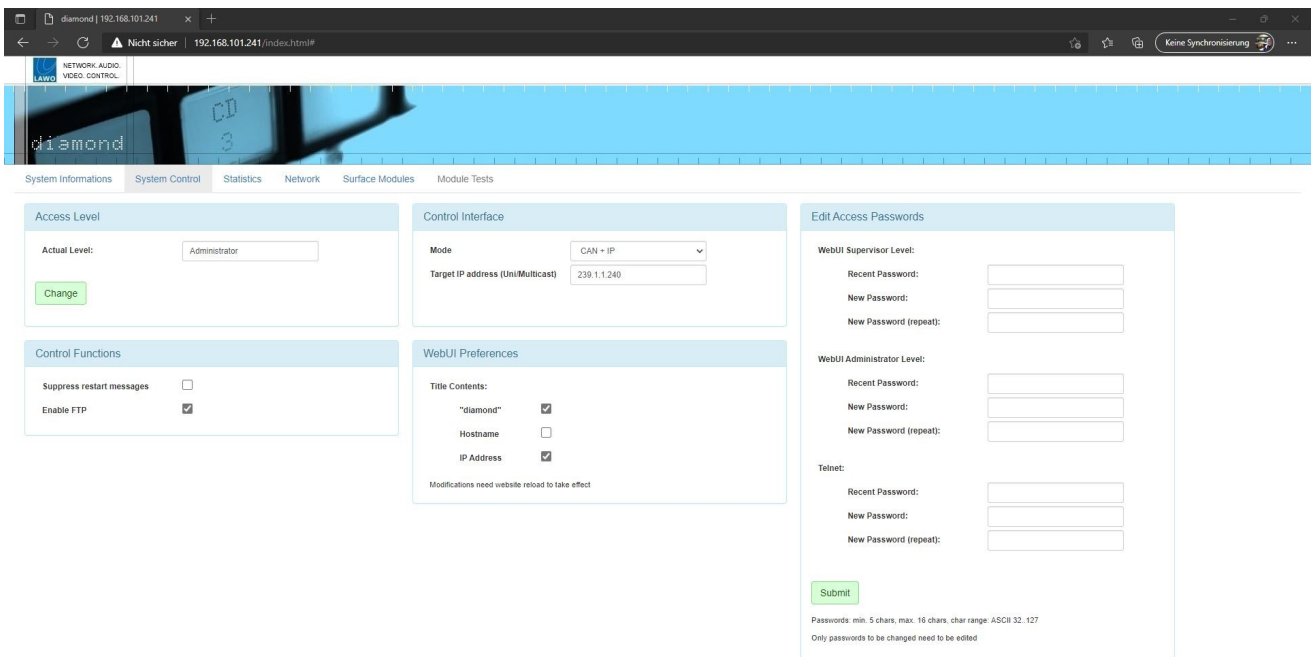 diamond | 192.168.101.241
Nicht sicher | 192.168.101.241/index.html#
Keine Synchronisierung
LAWO
NETWORK. AUDIO.
VIDEO. CONTROL.
CD
3
diamond
System Informations System Control Statistics Network Surface Modules Module Tests
Access Level
Actual Level: Administrator
Change
Control Functions
Suppress restart messages
Enable FTP
Control Interface
Mode CAN + IP
Target IP address (Uni/Multicast) 239.1.1.240
WebUI Preferences
Title Contents:
"diamond"
Hostname
IP Address
Modifications need website reload to take effect
Edit Access Passwords
WebUI Supervisor Level:
Recent Password:
New Password:
New Password (repeat):
WebUI Administrator Level:
Recent Password:
New Password:
New Password (repeat):
Telnet:
Recent Password:
New Password:
New Password (repeat):
Submit
Passwords: min. 5 chars, max. 16 chars, char range: ASCII 32..127
Only passwords to be changed need to be edited